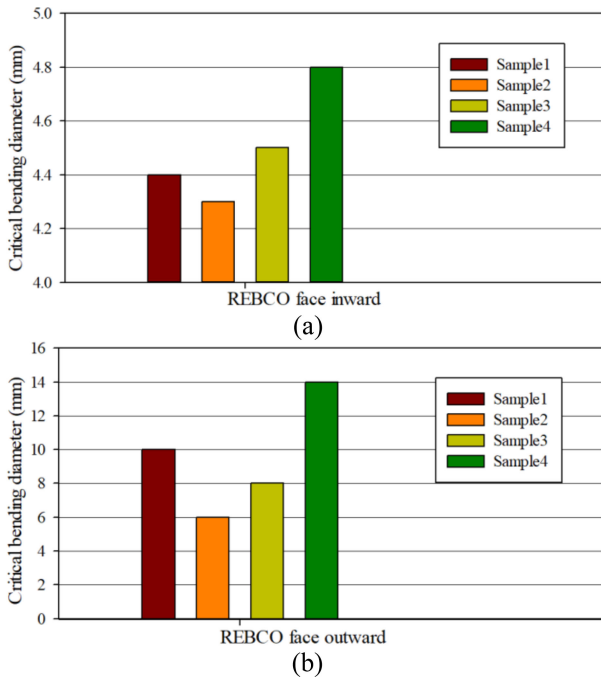 (a)
Critical bending diameter (mm)
5.0
4.8
4.6
4.4
4.2
4.0
Sample1
Sample2
Sample3
Sample4
REBCO face inward
(a)
Critical bending diameter (mm)
16
14
12
10
8
6
4
2
0
Sample1
Sample2
Sample3
Sample4
REBCO face outward
(b)